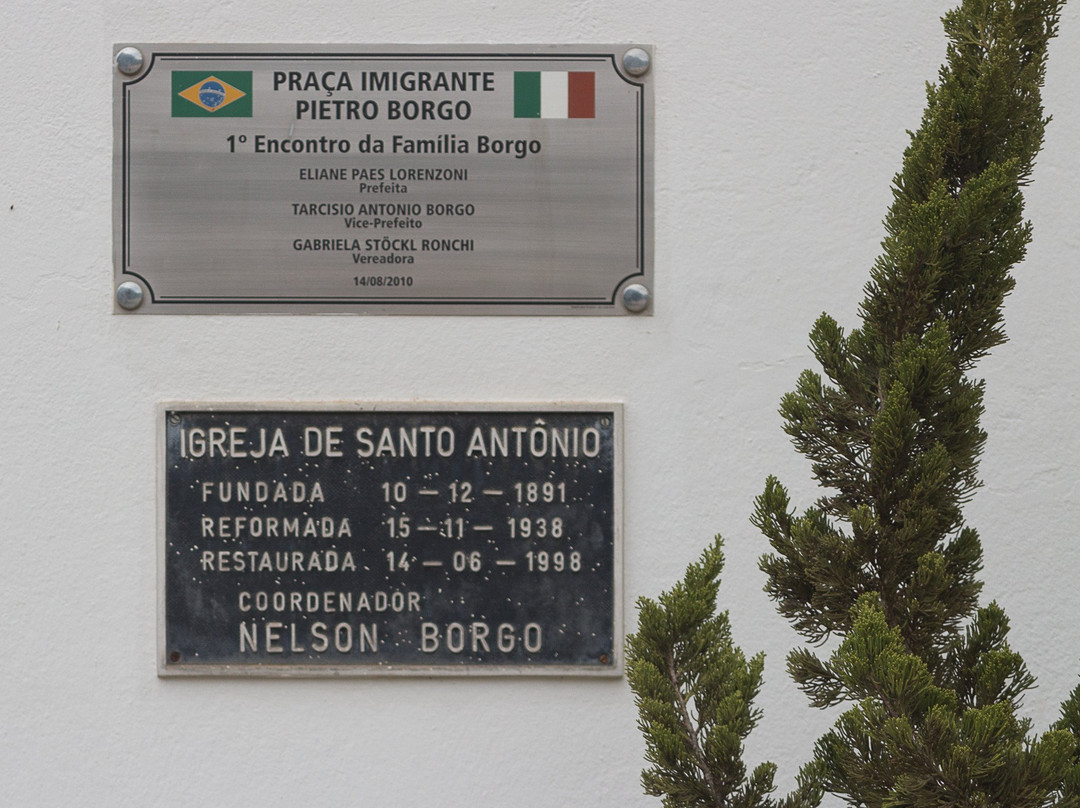 PRAÇA IMIGRANTE
PIETRO BORGO
1º Encontro da Família Borgo
ELIANE PAES LORENZONI
Prefeita
TARCISIO ANTONIO BORGO
Vice-Prefeito
GABRIELA STÖCKL RONCHI
Vereadora
14/08/2010
IGREJA DE SANTO ANTÔNIO
FUNDADA 10 – 12 – 1891
REFORMADA 15 – 11 – 1938
RESTAURADA 14 – 06 – 1998
COORDENADOR
NELSON BORGO